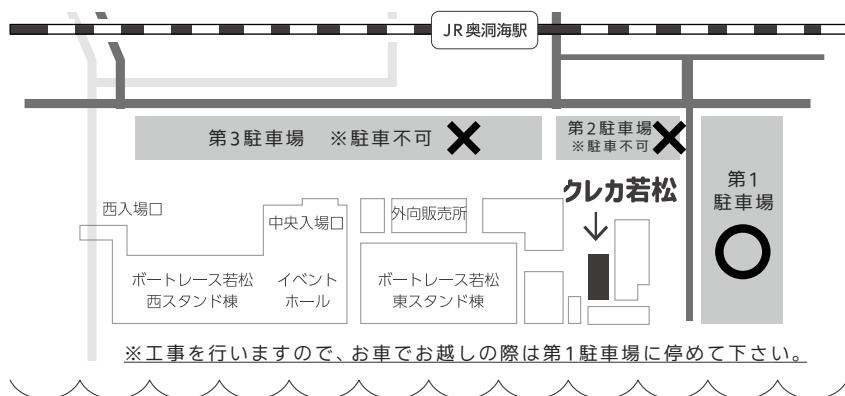 JR奥洞海駅
第3駐車場 ※駐車不可
第2駐車場
※駐車不可
第1
駐車場
クレカ若松
西入場口
中央入場口
外向販売所
ボートレース若松
西スタンド棟
イベント
ホール
ボートレース若松
東スタンド棟
※工事を行いますので、お車でお越しの際は第1駐車場に停めて下さい。